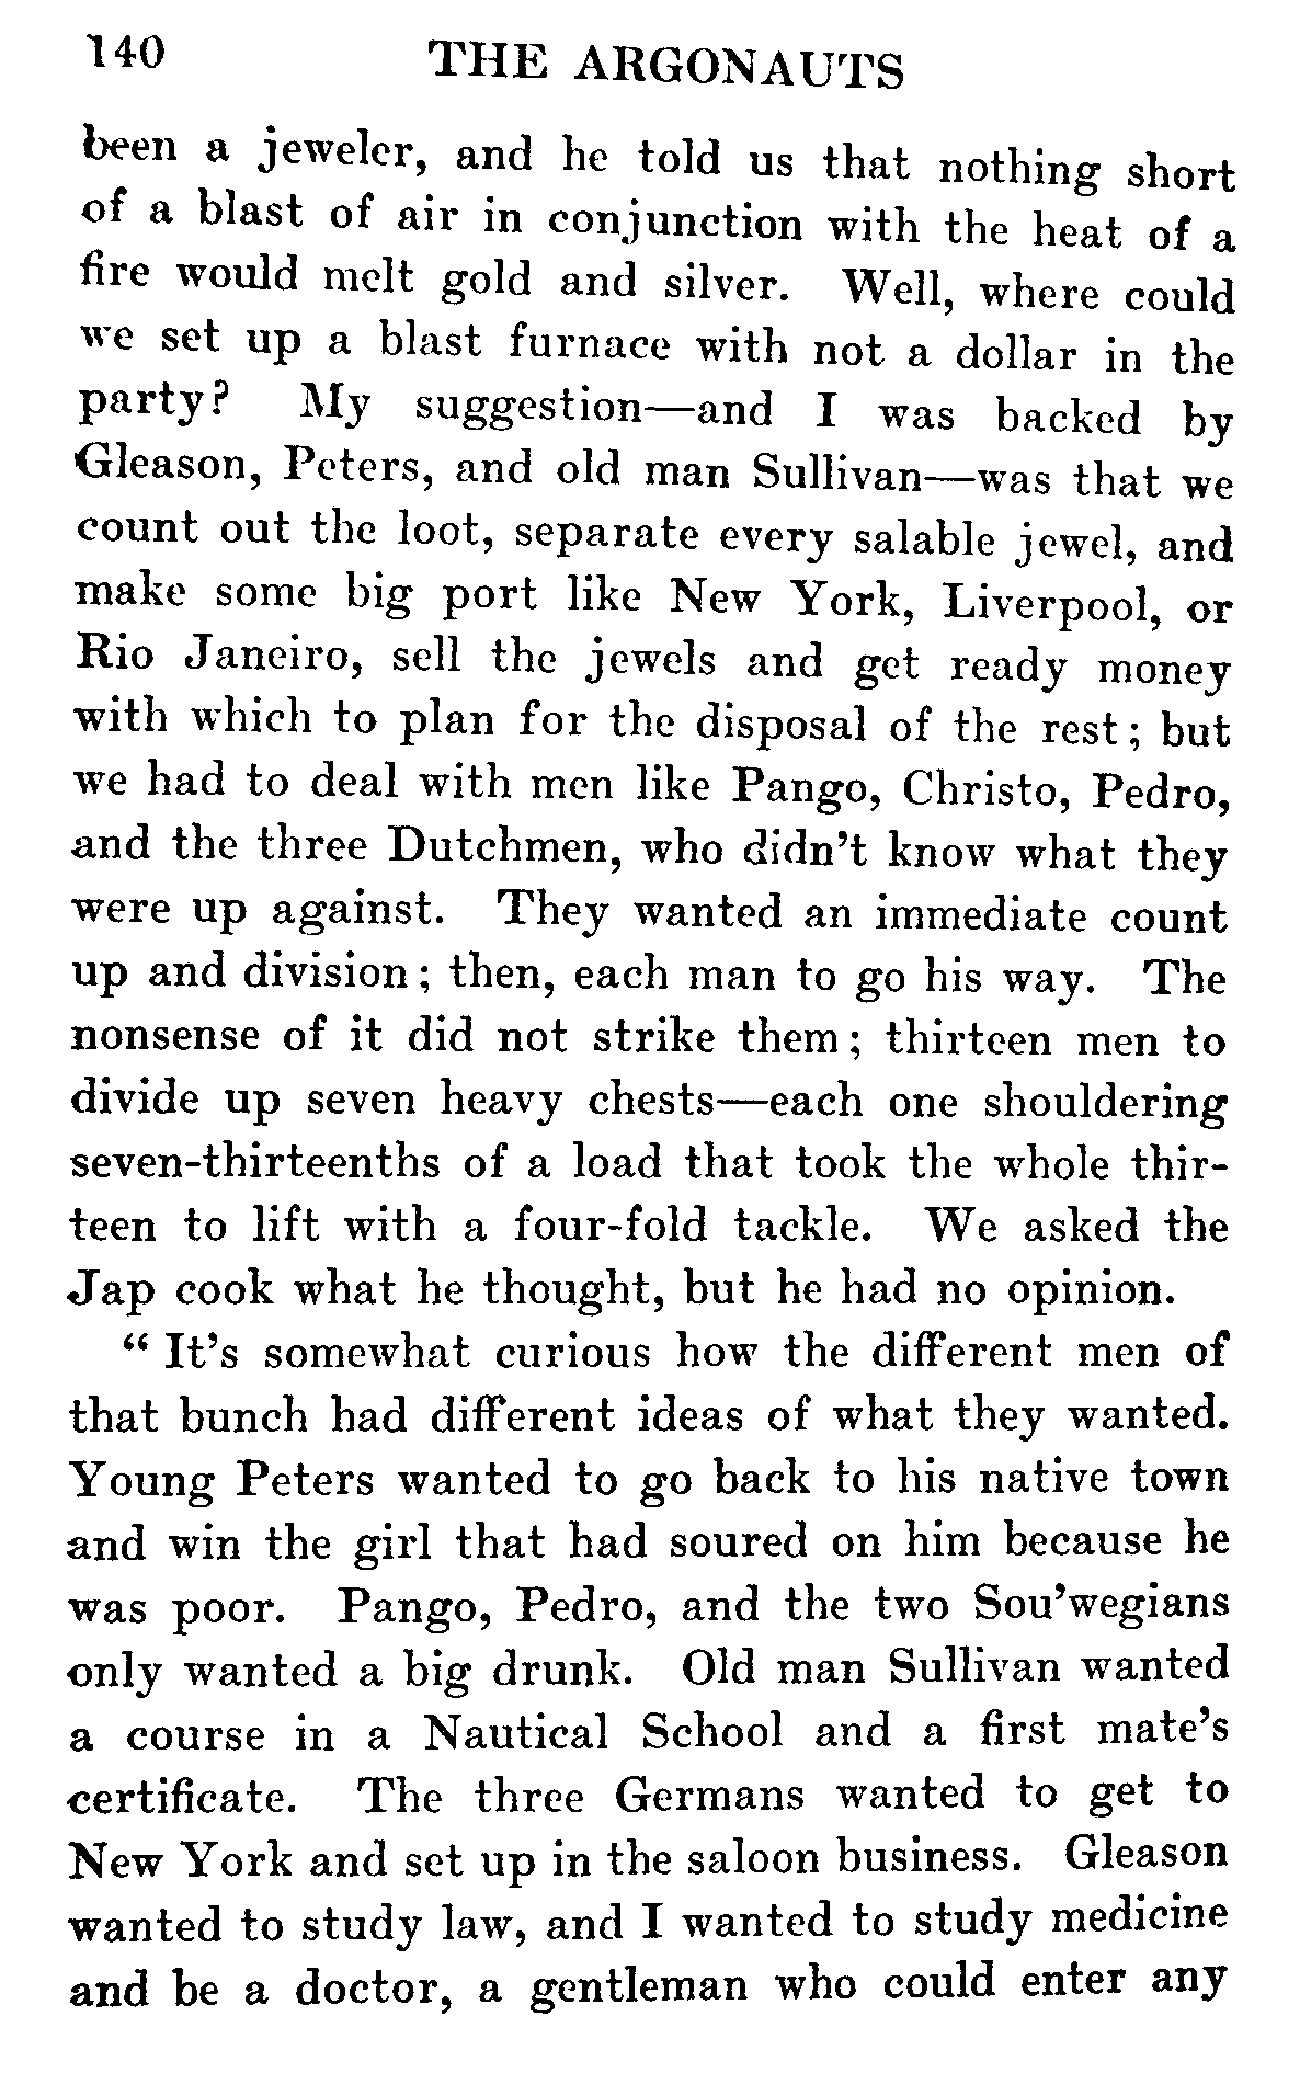 140 THE ARGONAUTS
been a jeweler, and he told us that nothing short
of a blast of air in conjunction with the heat of a
fire would melt gold and silver. Well, where could
we set up a blast furnace with not a dollar in the
party? My suggestion—and I was backed by
Gleason, Peters, and old man Sullivan—was that we
count out the loot, separate every salable jewel, and
make some big port like New York, Liverpool, or
Rio Janeiro, sell the jewels and get ready money
with which to plan for the disposal of the rest; but
we had to deal with men like Pango, Christo, Pedro,
and the three Dutchmen, who didn't know what they
were up against. They wanted an immediate count
up and division; then, each man to go his way. The
nonsense of it did not strike them; thirteen men to
divide up seven heavy chests—each one shouldering
seven-thirteenths of a load that took the whole thir-
teen to lift with a four-fold tackle. We asked the
Jap cook what he thought, but he had no opinion.
"It's somewhat curious how the different men of
that bunch had different ideas of what they wanted.
Young Peters wanted to go back to his native town
and win the girl that had soured on him because he
was poor. Pango, Pedro, and the two Sou'wegians
only wanted a big drunk. Old man Sullivan wanted
a course in a Nautical School and a first mate's
certificate. The three Germans wanted to get to
New York and set up in the saloon business. Gleason
wanted to study law, and I wanted to study medicine
and be a doctor, a gentleman who could enter any